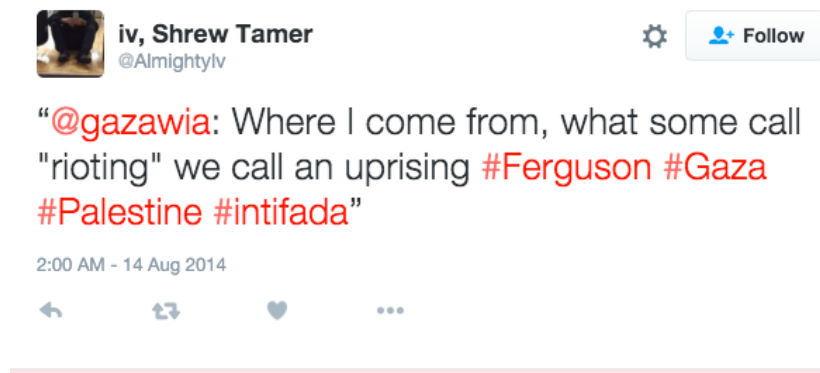 iv, Shrew Tamer
@AlmightyIv
Follow
“@gazawia: Where I come from, what some call
"rioting" we call an uprising #Ferguson #Gaza
#Palestine #intifada”
2:00 AM - 14 Aug 2014